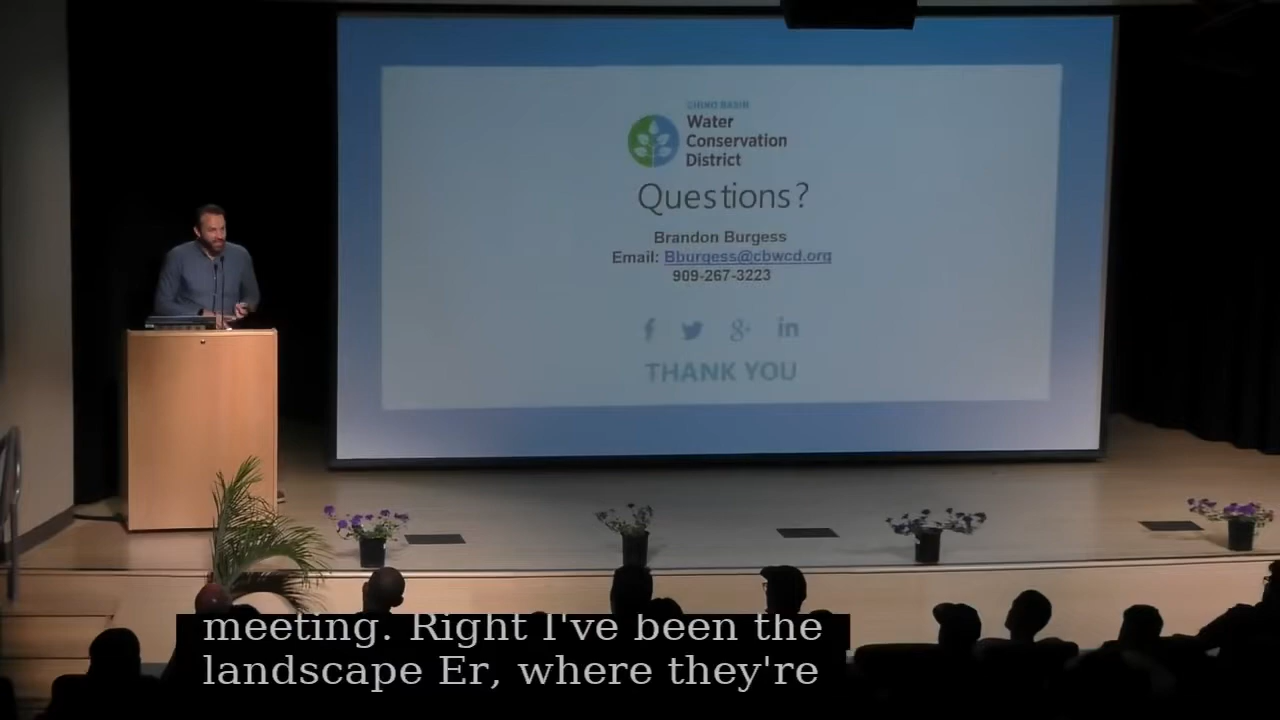 CHINO BASIN
Water
Conservation
District
Questions?
Brandon Burgess
Email: Bburgess@cbwcd.org
909-267-3223
THANK YOU
meeting. Right I've been the
landscape Er, where they're